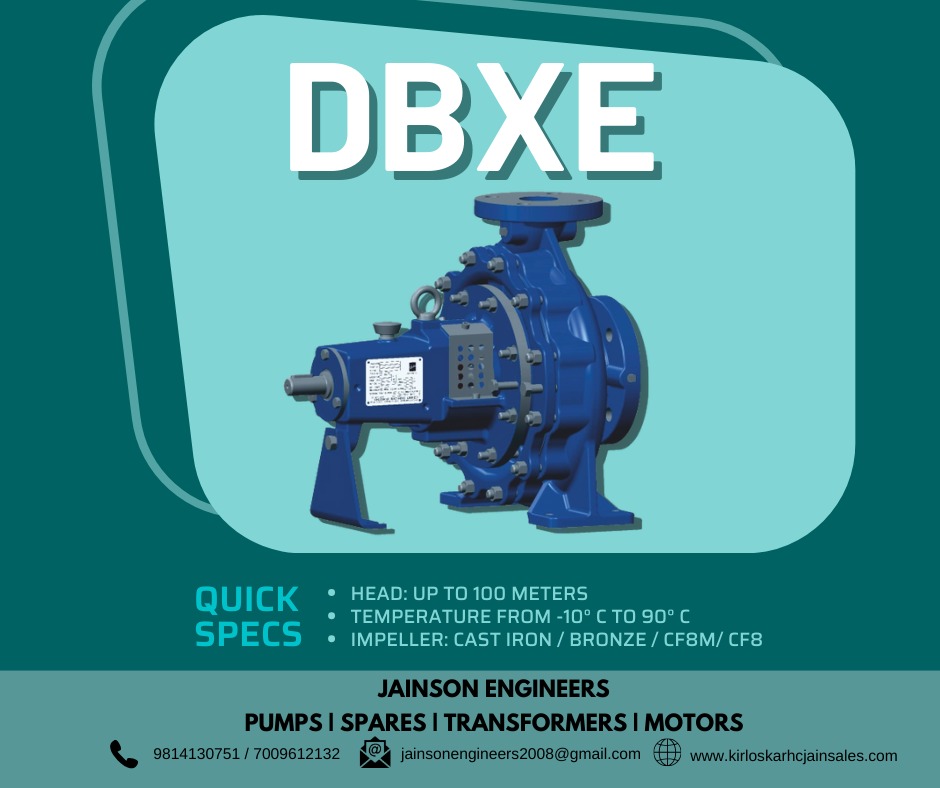 DBXE
QUICK
SPECS
HEAD: UP TO 100 METERS
TEMPERATURE FROM -10° C TO 90° C
IMPELLER: CAST IRON / BRONZE / CF8M/ CF8
JAINSON ENGINEERS
PUMPS | SPARES | TRANSFORMERS | MOTORS
9814130751 / 7009612132
jainsonengineers2008@gmail.com
www.kirloskarhcjainsales.com